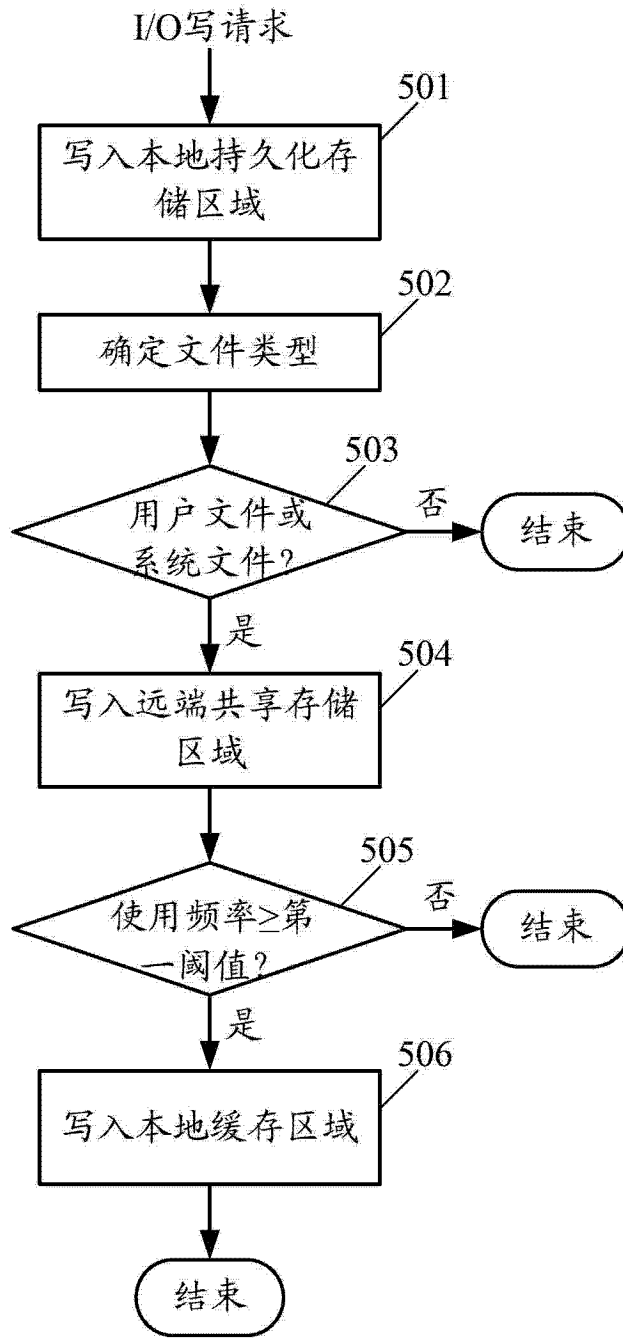 I/O写请求
501
写入本地持久化存
储区域
502
确定文件类型
503
用户文件或
系统文件?
否
结束
是
504
写入远端共享存储
区域
505
使用频率≥第
一阈值?
否
结束
是
506
写入本地缓存区域
结束